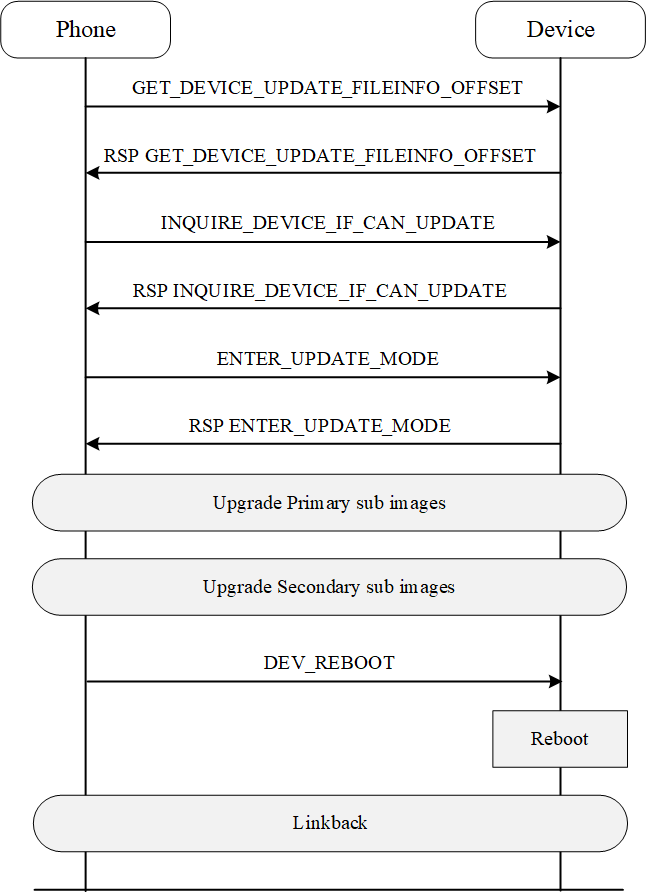 Phone
Device
GET_DEVICE_UPDATE_FILEINFO_OFFSET
RSP GET_DEVICE_UPDATE_FILEINFO_OFFSET
INQUIRE_DEVICE_IF_CAN_UPDATE
RSP INQUIRE_DEVICE_IF_CAN_UPDATE
ENTER_UPDATE_MODE
RSP ENTER_UPDATE_MODE
Upgrade Primary sub images
Upgrade Secondary sub images
DEV_REBOOT
Reboot
Linkback